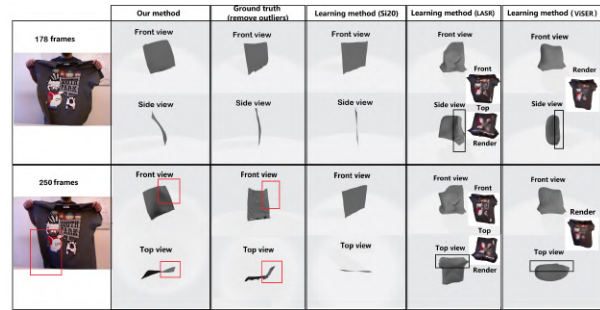 Our method
Ground truth
(remove outliers)
Learning method (Si20)
Learning method (LASR)
Learning method (ViSER)
178 frames
Front view
Front view
Front view
Front view
Front view
Front
Render
Side view
Side view
Side view
Side view
Top
Side view
Render
250 frames
Front view
Front view
Front view
Front view
Front view
Front
Render
Top view
Top view
Top view
Top
Top view
Top view
Render